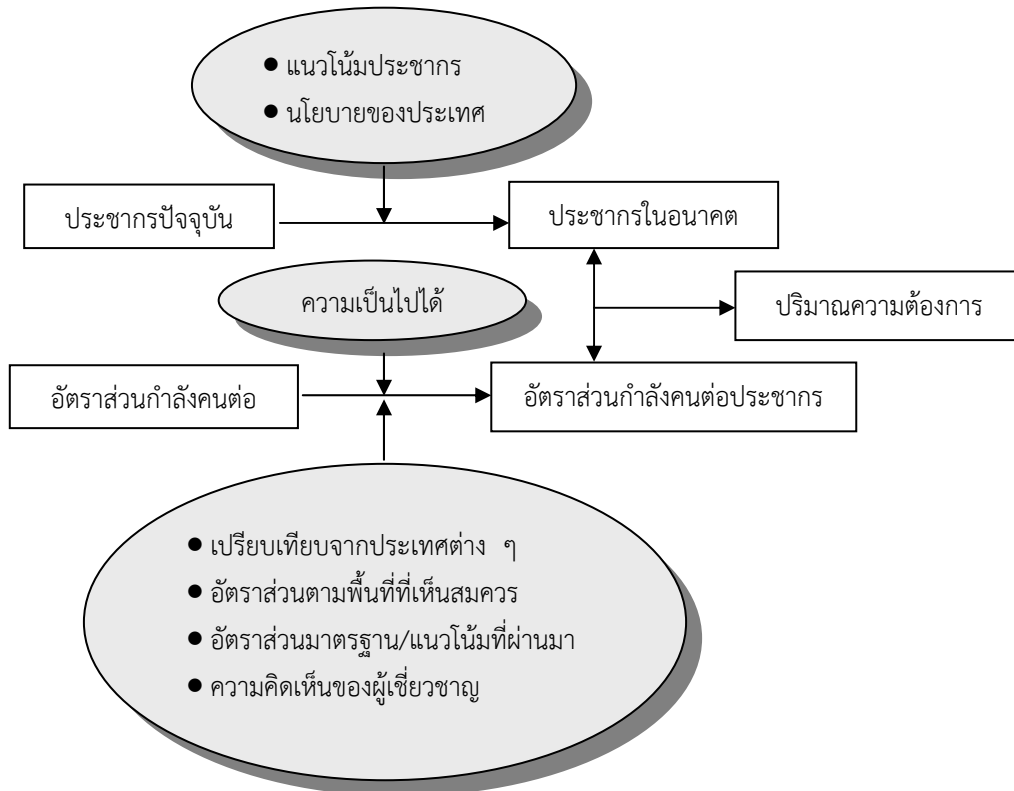 ● แนวโน้มประชากร
● นโยบายของประเทศ
ประชากรปัจจุบัน
ประชากรในอนาคต
ความเป็นไปได้
ปริมาณความต้องการ
อัตราส่วนกำลังคนต่อ
อัตราส่วนกำลังคนต่อประชากร
● เปรียบเทียบจากประเทศต่าง ๆ
● อัตราส่วนตามพื้นที่ที่เห็นสมควร
● อัตราส่วนมาตรฐาน/แนวโน้มที่ผ่านมา
● ความคิดเห็นของผู้เชี่ยวชาญ